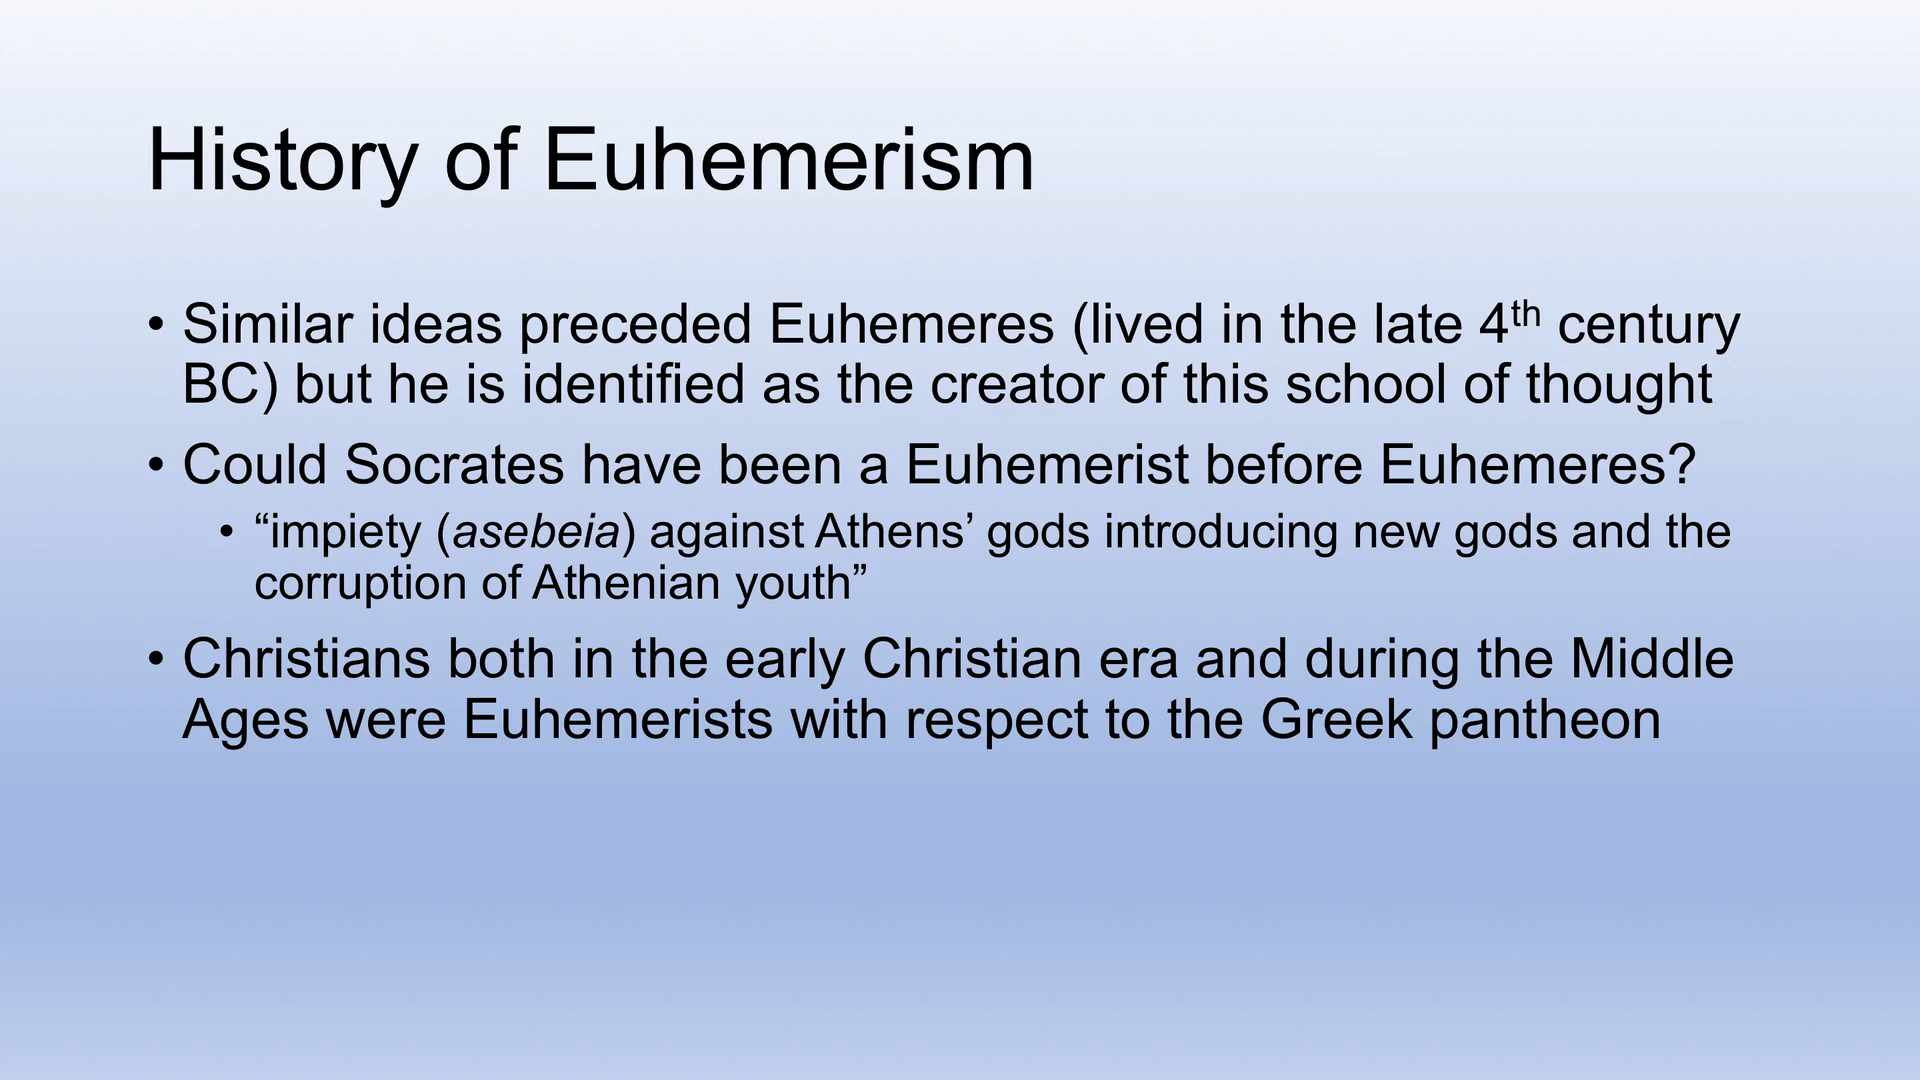 History of Euhemerism
• Similar ideas preceded Euhemeres (lived in the late 4th century
BC) but he is identified as the creator of this school of thought
• Could Socrates have been a Euhemerist before Euhemeres?
• “impiety (asebeia) against Athens’ gods introducing new gods and the
corruption of Athenian youth”
• Christians both in the early Christian era and during the Middle
Ages were Euhemerists with respect to the Greek pantheon